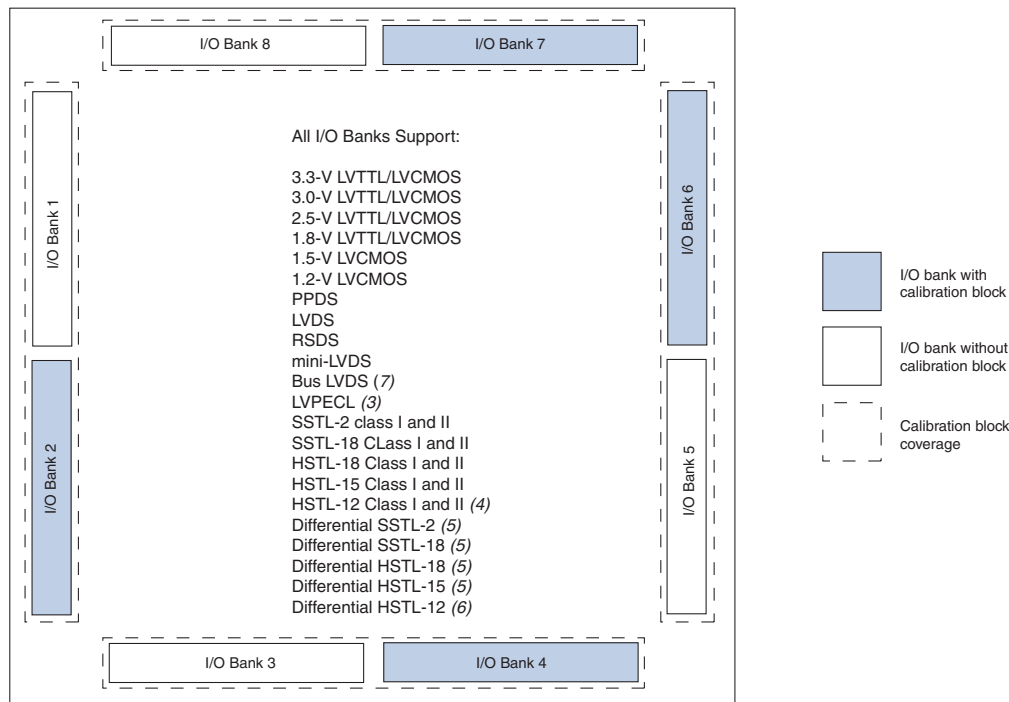 I/O Bank 8
I/O Bank 7
I/O Bank 1
I/O Bank 2
All I/O Banks Support:
3.3-V LVTTL/LVCMOS
3.0-V LVTTL/LVCMOS
2.5-V LVTTL/LVCMOS
1.8-V LVTTL/LVCMOS
1.5-V LVCMOS
1.2-V LVCMOS
PPDS
LVDS
RSDS
mini-LVDS
Bus LVDS (7)
LVPECL (3)
SSTL-2 class I and II
SSTL-18 CLass I and II
HSTL-18 Class I and II
HSTL-15 Class I and II
HSTL-12 Class I and II (4)
Differential SSTL-2 (5)
Differential SSTL-18 (5)
Differential HSTL-18 (5)
Differential HSTL-15 (5)
Differential HSTL-12 (6)
I/O Bank 6
I/O Bank 5
I/O Bank 3
I/O Bank 4
I/O bank with
calibration block
I/O bank without
calibration block
Calibration block
coverage